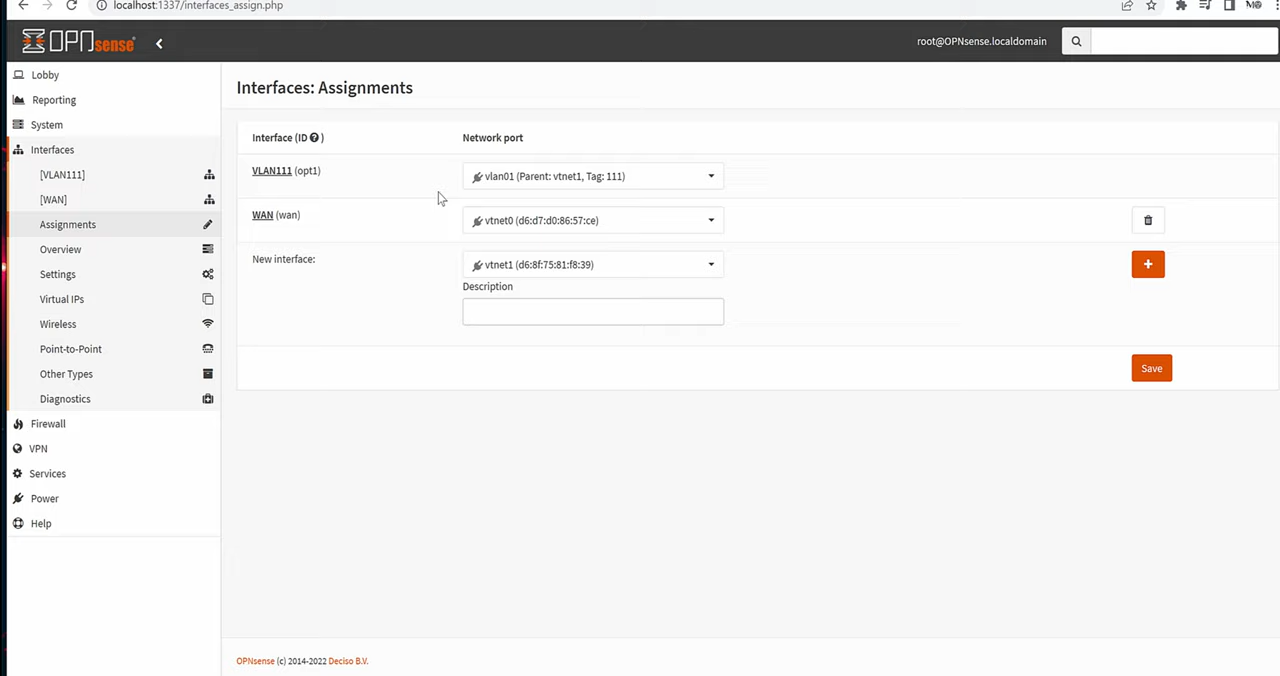 localhost:1337/interfaces_assign.php
OPNsense
root@OPNsense.localdomain
Lobby
Reporting
System
Interfaces
[VLAN111]
[WAN]
Assignments
Overview
Settings
Virtual IPs
Wireless
Point-to-Point
Other Types
Diagnostics
Firewall
VPN
Services
Power
Help
Interfaces: Assignments
Interface (ID ) Network port
VLAN111 (opt1) vlan01 (Parent: vtnet1, Tag: 111)
WAN (wan) vtnet0 (d6:d7:d0:86:57:ce)
New interface: vtnet1 (d6:8f:75:81:f8:39)
Description
Save
OPNsense (c) 2014-2022 Deciso B.V.